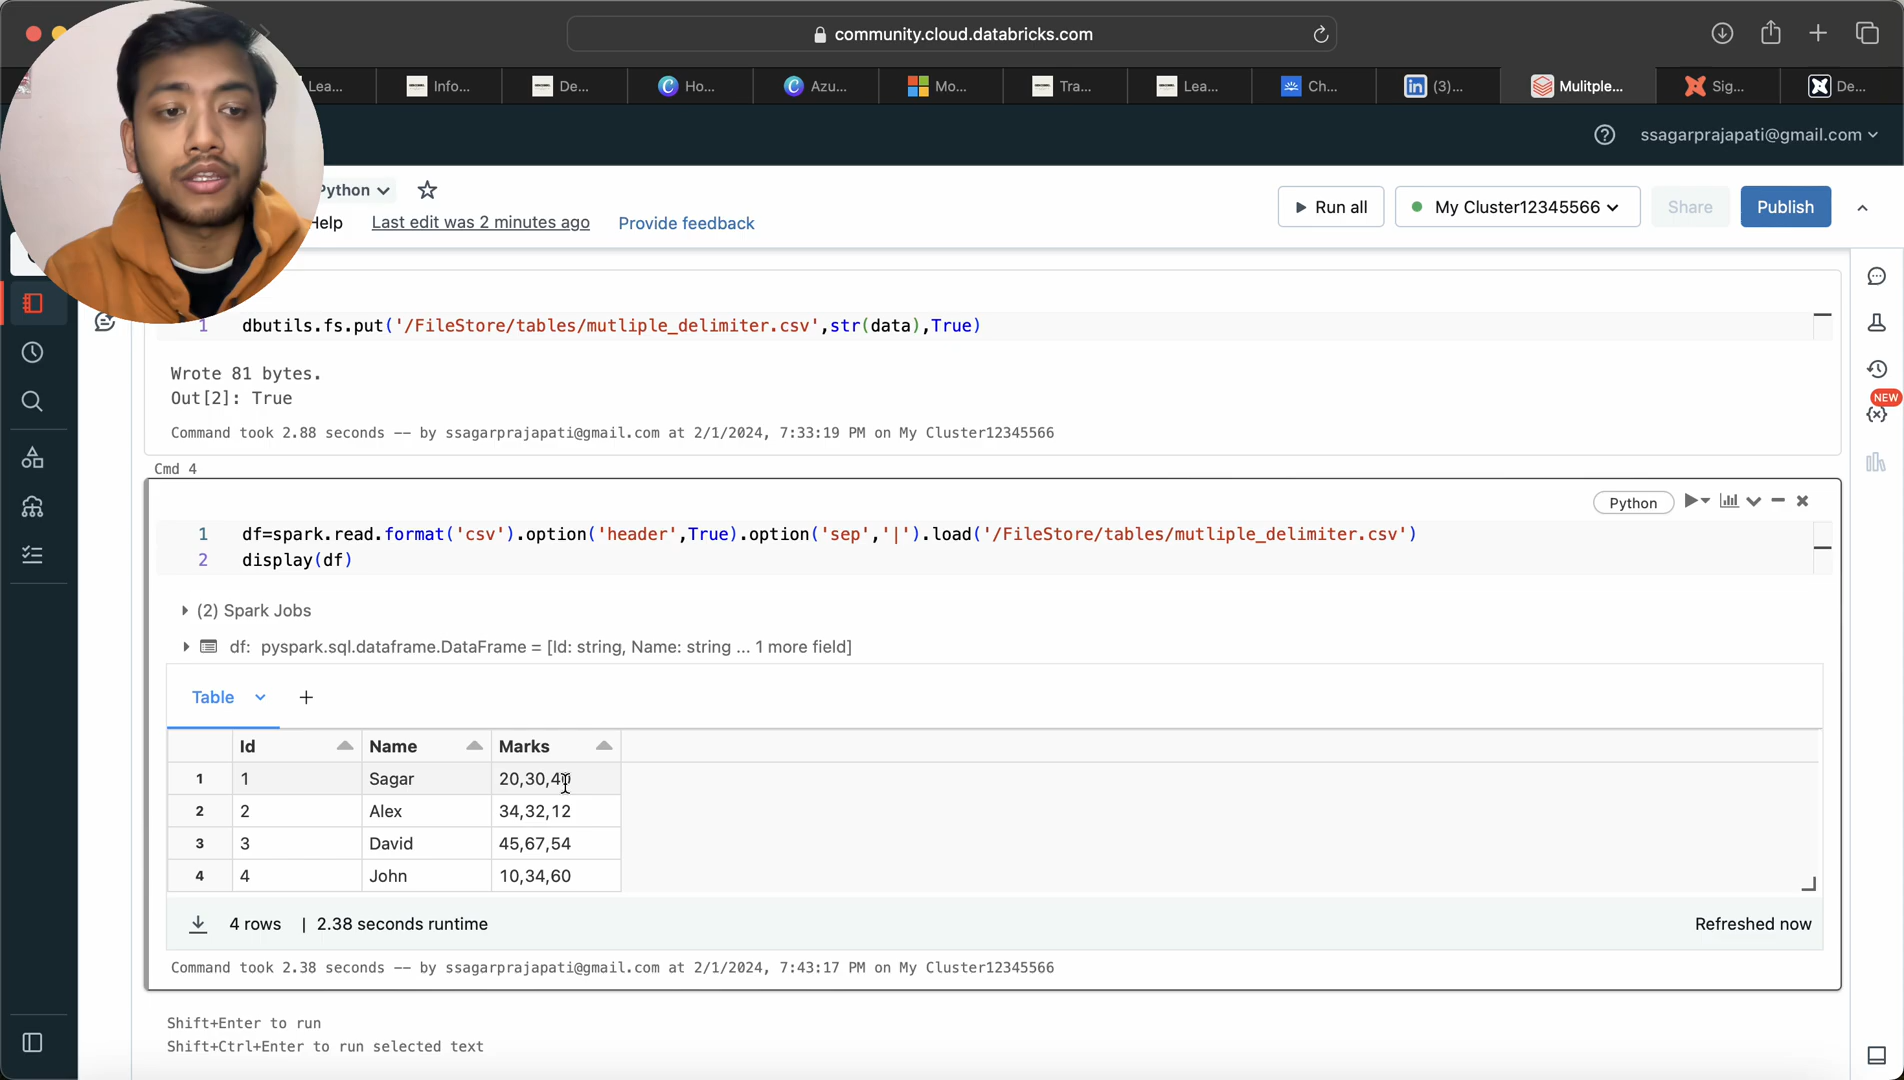 community.cloud.databricks.com
Lea...
Info...
De...
Ho...
Azu...
Mo...
Tra...
Lea...
Ch...
(3)...
Mulitple...
Sig...
De...
ssagarprajapati@gmail.com
Python
Run all
My Cluster12345566
Share
Publish
Help
Last edit was 2 minutes ago
Provide feedback
NEW
1 dbutils.fs.put('/FileStore/tables/mutliple_delimiter.csv',str(data),True)
Wrote 81 bytes.
Out[2]: True
Command took 2.88 seconds -- by ssagarprajapati@gmail.com at 2/1/2024, 7:33:19 PM on My Cluster12345566
Cmd 4
Python
1 df=spark.read.format('csv').option('header',True).option('sep','|').load('/FileStore/tables/mutliple_delimiter.csv')
2 display(df)
(2) Spark Jobs
df: pyspark.sql.dataframe.DataFrame = [Id: string, Name: string ... 1 more field]
Table +
Id Name Marks
1 1 Sagar 20,30,40
2 2 Alex 34,32,12
3 3 David 45,67,54
4 4 John 10,34,60
4 rows | 2.38 seconds runtime
Refreshed now
Command took 2.38 seconds -- by ssagarprajapati@gmail.com at 2/1/2024, 7:43:17 PM on My Cluster12345566
Shift+Enter to run
Shift+Ctrl+Enter to run selected text